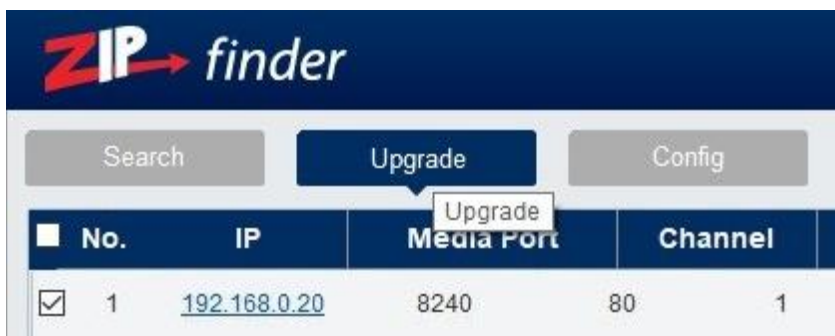 ZIP finder
Search Upgrade Config
Upgrade
No. IP Media Port Channel
1 192.168.0.20 8240 80 1